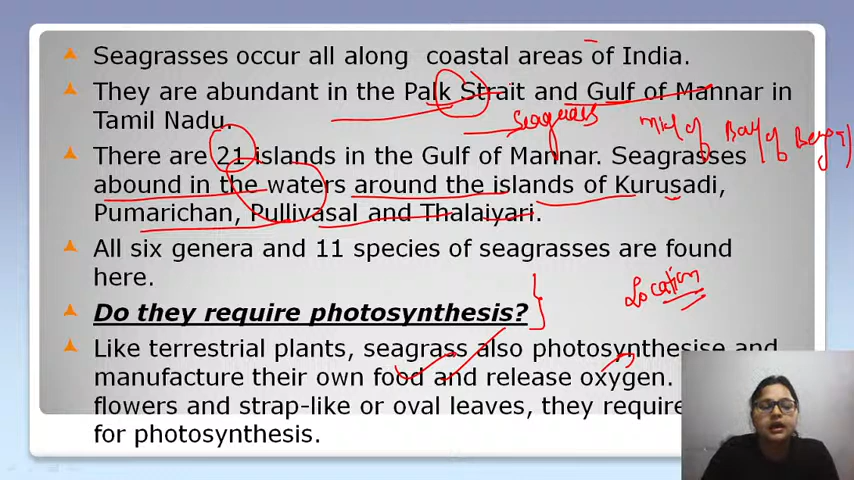 Seagrasses occur all along coastal areas of India.
They are abundant in the Palk Strait and Gulf of Mannar in
Tamil Nadu.
Seagrass
mid of Bay of Bengal
There are 21 islands in the Gulf of Mannar. Seagrasses
abound in the waters around the islands of Kurusadi,
Pumarichan, Pullivasal and Thalaiyari.
All six genera and 11 species of seagrasses are found
here.
Location
Do they require photosynthesis?
Like terrestrial plants, seagrass also photosynthesise and
manufacture their own food and release oxygen.
flowers and strap-like or oval leaves, they require
for photosynthesis.